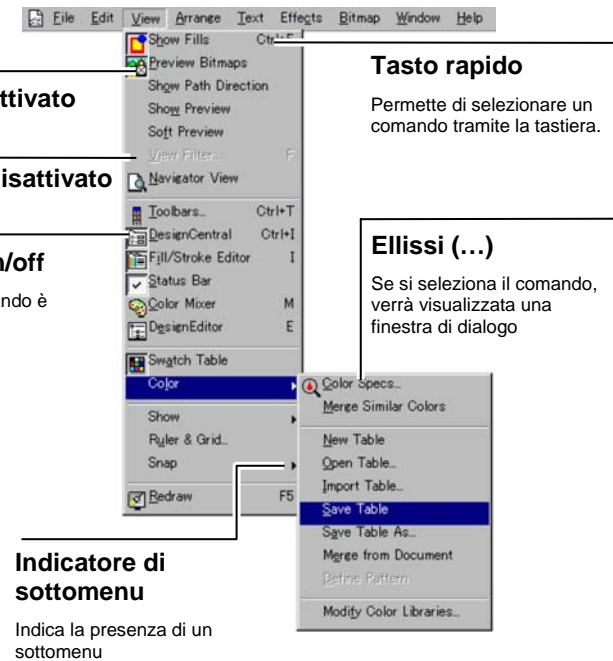 File Edit View Arrange Text Effects Bitmap Window Help
Show Fills Ctrl+F
Preview Bitmaps
Show Path Direction
Show Preview
Soft Preview
View Filter... F
Navigator View
Toolbars... Ctrl+T
DesignCentral Ctrl+I
Fill/Stroke Editor I
Status Bar
Color Mixer M
DesignEditor E
Swatch Table
Color
Show
Ruler & Grid...
Snap
Redraw F5
Color Specs...
Merge Similar Colors
New Table
Open Table...
Import Table...
Save Table
Save Table As...
Merge from Document
Define Pattern
Modify Color Libraries...
ttivato
isattivato
n/off
ndo è
Tasto rapido
Permette di selezionare un
comando tramite la tastiera.
Ellissi (…)
Se si seleziona il comando,
verrà visualizzata una
finestra di dialogo
Indicatore di
sottomenu
Indica la presenza di un
sottomenu